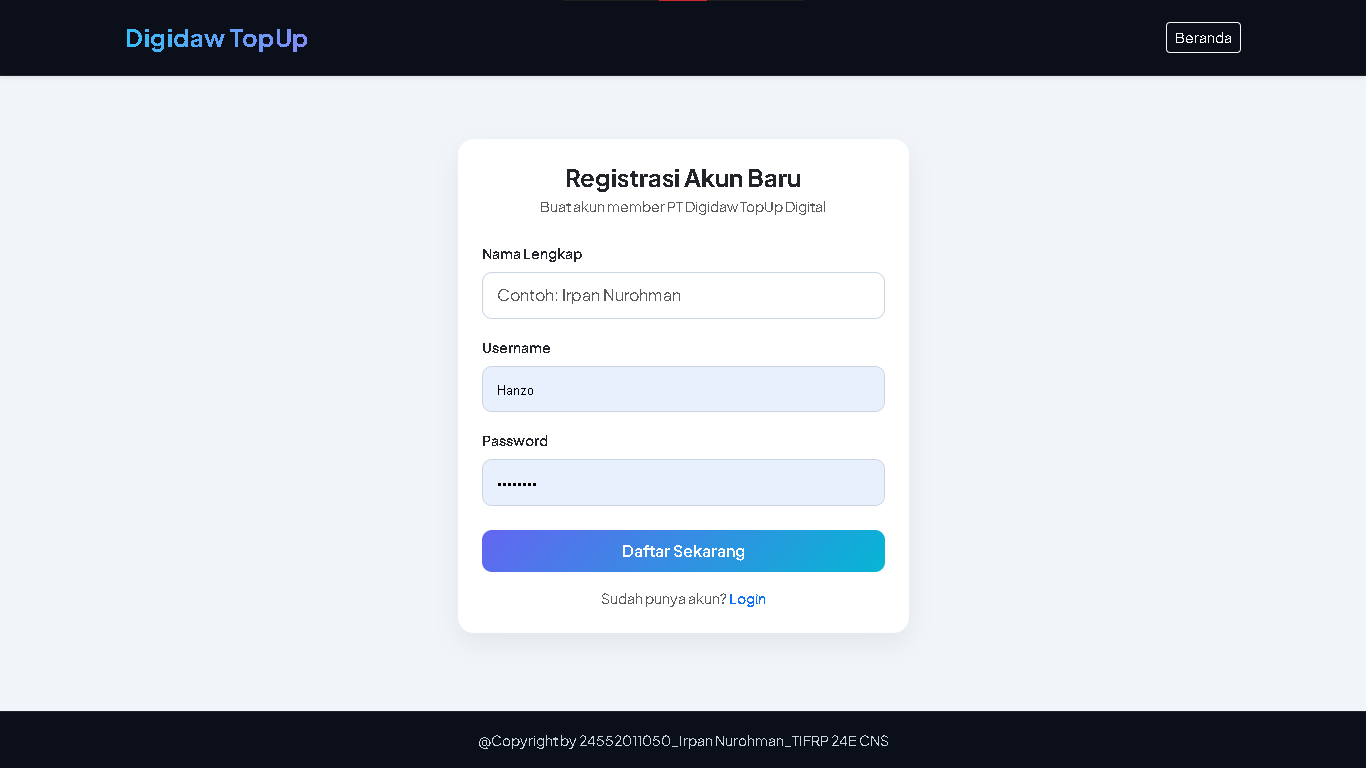 Digidaw TopUp
Beranda
Registrasi Akun Baru
Buat akun member PT Digidaw TopUp Digital
Nama Lengkap
Contoh: Irpan Nurohman
Username
Hanzo
Password
••••••••
Daftar Sekarang
Sudah punya akun? Login
@Copyright by 24552011050_Irpan Nurohman_TIFRP 24E CNS